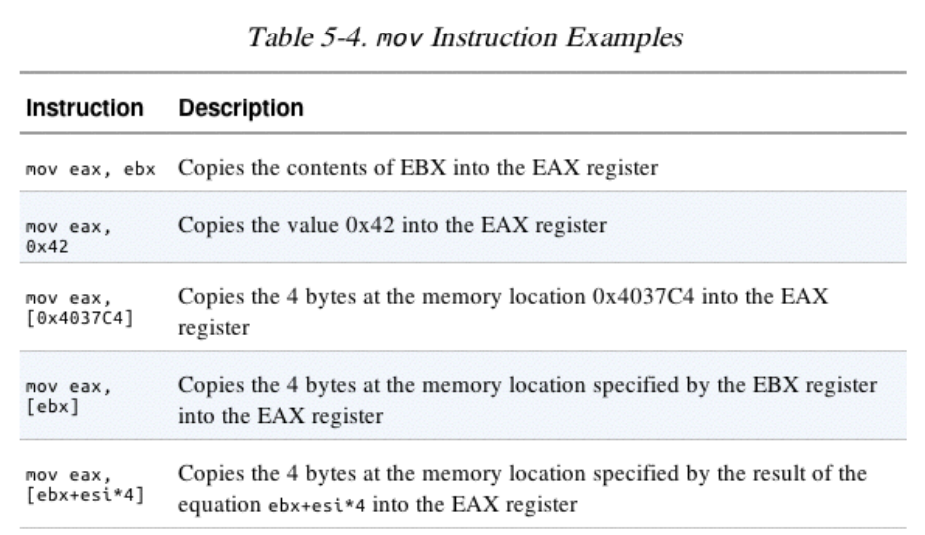 Table 5-4. mov Instruction Examples
Instruction Description
mov eax, ebx Copies the contents of EBX into the EAX register
mov eax, Copies the value 0x42 into the EAX register
0x42
mov eax, Copies the 4 bytes at the memory location 0x4037C4 into the EAX
[0x4037C4] register
mov eax, Copies the 4 bytes at the memory location specified by the EBX register
[ebx] into the EAX register
mov eax, Copies the 4 bytes at the memory location specified by the result of the
[ebx+esi*4] equation ebx+esi*4 into the EAX register